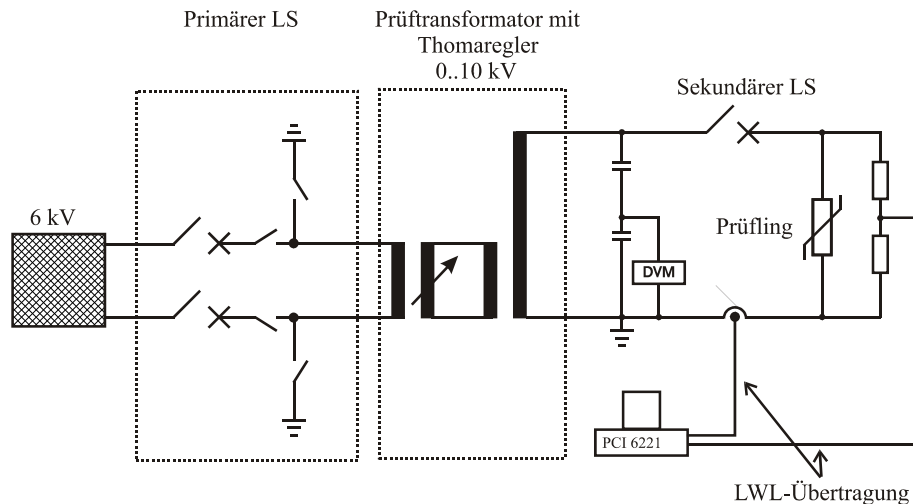 Primärer LS
Prüftransformator mit
Thomaregler
0..10 kV
Sekundärer LS
6 kV
Prüfling
DVM
PCI 6221
LWL-Übertragung